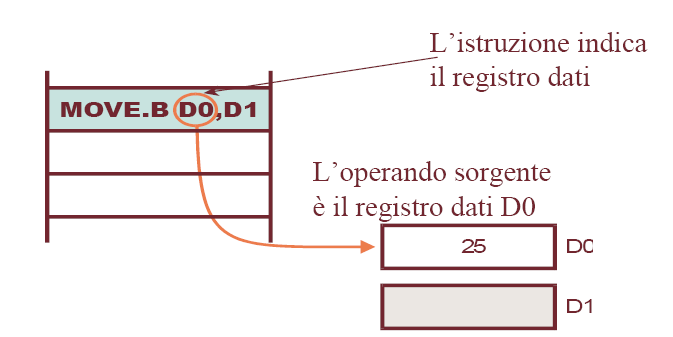 L’istruzione indica
il registro dati
MOVE.B D0,D1
L’operando sorgente
è il registro dati D0
25 D0
D1